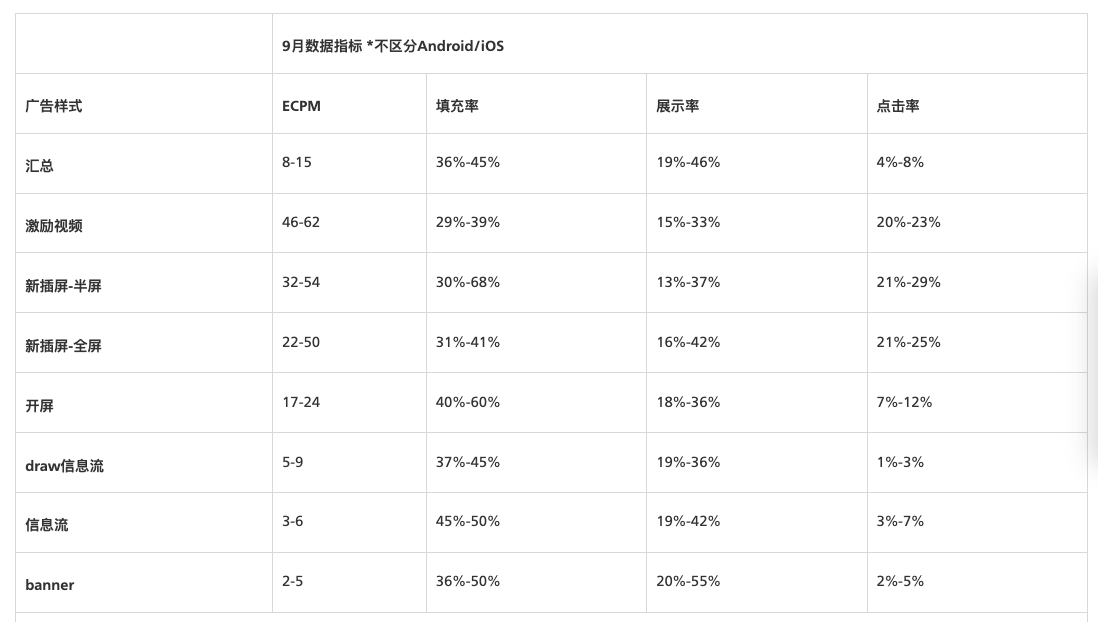 9月数据指标 *不区分Android/iOS
广告样式 ECPM 填充率 展示率 点击率
汇总 8-15 36%-45% 19%-46% 4%-8%
激励视频 46-62 29%-39% 15%-33% 20%-23%
新插屏-半屏 32-54 30%-68% 13%-37% 21%-29%
新插屏-全屏 22-50 31%-41% 16%-42% 21%-25%
开屏 17-24 40%-60% 18%-36% 7%-12%
draw信息流 5-9 37%-45% 19%-36% 1%-3%
信息流 3-6 45%-50% 19%-42% 3%-7%
banner 2-5 36%-50% 20%-55% 2%-5%